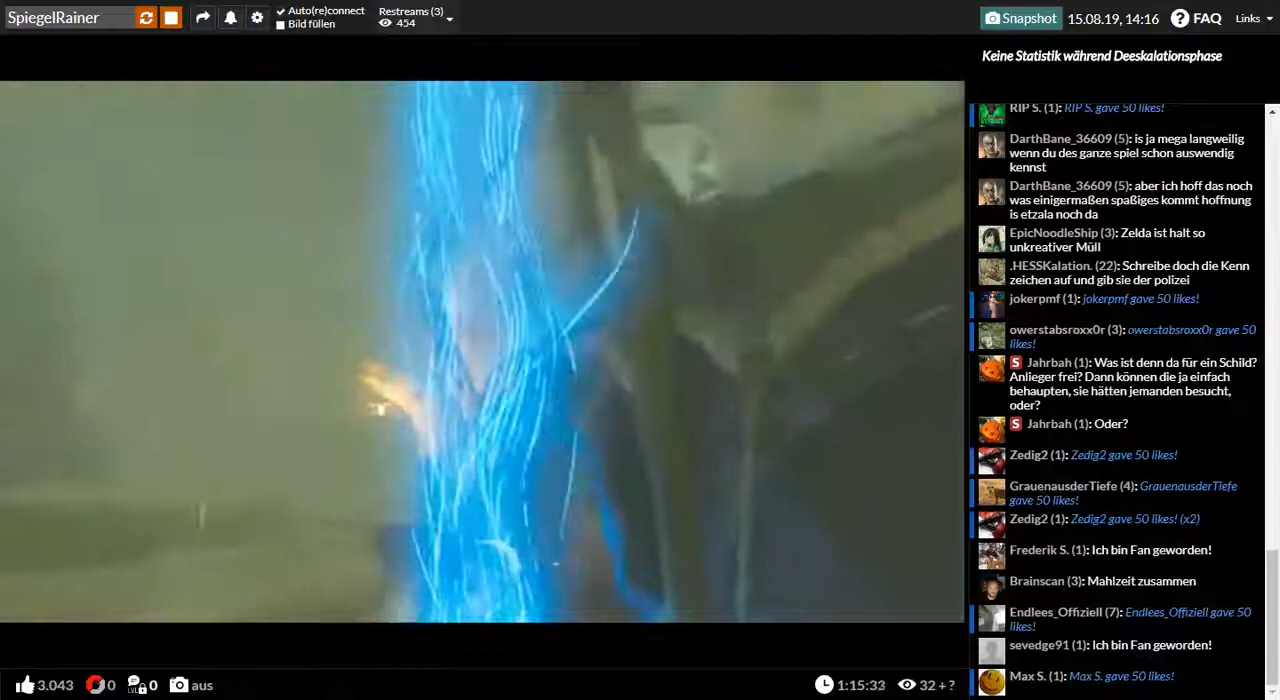 SpiegelRainer
Auto(re)connect
Bild füllen
Restreams (3)
454
Snapshot
15.08.19, 14:16
? FAQ
Links
Keine Statistik während Deeskalationsphase
RIP S. (1): RIP S. gave 50 likes!
DarthBane_36609 (5): is ja mega langweilig
wenn du des ganze spiel schon auswendig
kennst
DarthBane_36609 (5): aber ich hoff das noch
was einigermaßen spaßiges kommt hoffnung
is etzala noch da
EpicNoodleShip (3): Zelda ist halt so
unkreativer Müll
.HESSKalation. (22): Schreibe doch die Kenn
zeichen auf und gib sie der polizei
jokerpmf (1): jokerpmf gave 50 likes!
owerstabsroxx0r (3): owerstabsroxx0r gave 50
likes!
S Jahrbah (1): Was ist denn da für ein Schild?
Anlieger frei? Dann können die ja einfach
behaupten, sie hätten jemanden besucht,
oder?
S Jahrbah (1): Oder?
Zedig2 (1): Zedig2 gave 50 likes!
GrauenausderTiefe (4): GrauenausderTiefe
gave 50 likes!
Zedig2 (1): Zedig2 gave 50 likes! (x2)
Frederik S. (1): Ich bin Fan geworden!
Brainscan (3): Mahlzeit zusammen
Endlees_Offiziell (7): Endlees_Offiziell gave 50
likes!
sevedge91 (1): Ich bin Fan geworden!
Max S. (1): Max S. gave 50 likes!
3.043
0
LVL
0
aus
1:15:33
32 + ?